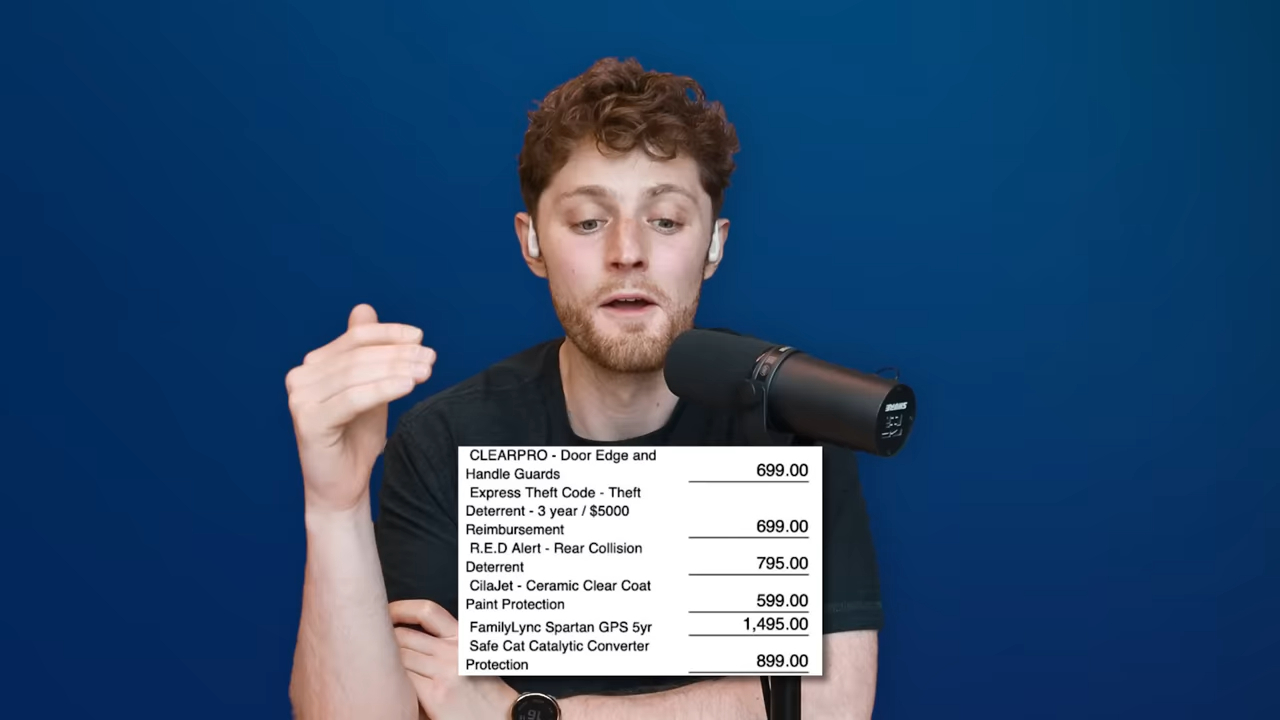 CLEARPRO - Door Edge and
Handle Guards 699.00
Express Theft Code - Theft
Deterrent - 3 year / $5000
Reimbursement 699.00
R.E.D Alert - Rear Collision
Deterrent 795.00
CilaJet - Ceramic Clear Coat
Paint Protection 599.00
FamilyLync Spartan GPS 5yr 1,495.00
Safe Cat Catalytic Converter
Protection 899.00